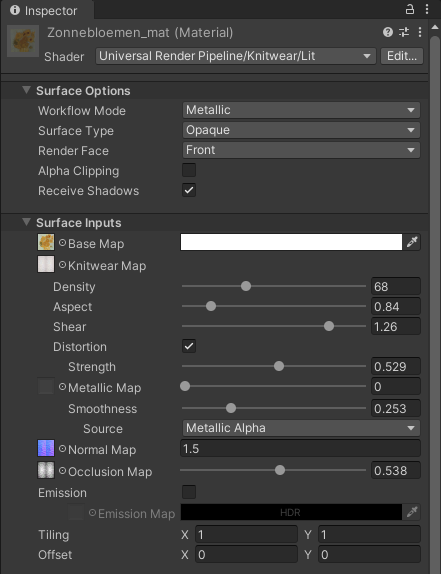 Inspector
Zonnebloemen_mat (Material)
Shader Universal Render Pipeline/Knitwear/Lit Edit...
Surface Options
Workflow Mode Metallic
Surface Type Opaque
Render Face Front
Alpha Clipping
Receive Shadows
Surface Inputs
Base Map
Knitwear Map
Density 68
Aspect 0.84
Shear 1.26
Distortion
Strength 0.529
Metallic Map 0
Smoothness 0.253
Source Metallic Alpha
Normal Map 1.5
Occlusion Map 0.538
Emission
Emission Map HDR
Tiling X 1 Y 1
Offset X 0 Y 0